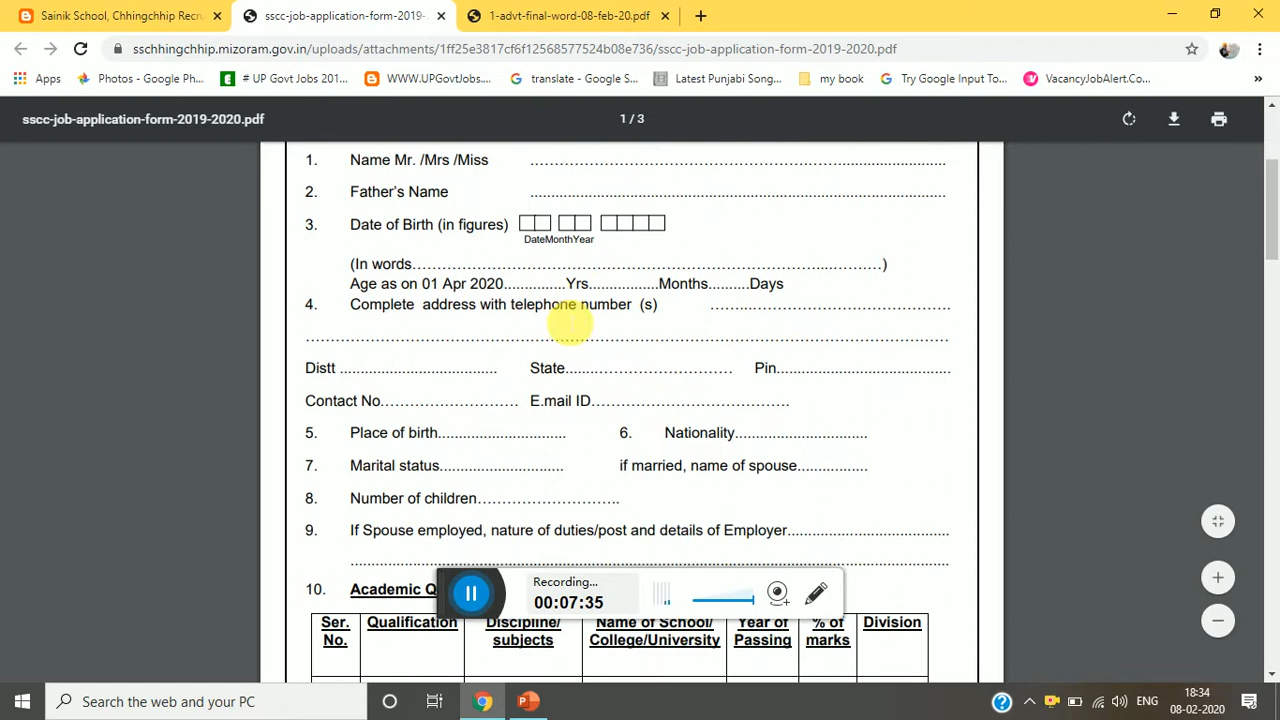 Sainik School, Chhingchhip Recru
sscc-job-application-form-2019-
1-advt-final-word-08-feb-20.pdf
sschhingchhip.mizoram.gov.in/uploads/attachments/1ff25e3817cf6f12568577524b08e736/sscc-job-application-form-2019-2020.pdf
Apps Photos - Google Ph... # UP Govt Jobs 201... WWW.UPGovtJobs.... translate - Google S... Latest Punjabi Song... my book Try Google Input To... VacancyJobAlert.Co... »
sscc-job-application-form-2019-2020.pdf 1 / 3
1. Name Mr. /Mrs /Miss ........................................
2. Father's Name ........................................
3. Date of Birth (in figures)
DateMonthYear
(In words........................................)
Age as on 01 Apr 2020..............Yrs................Months.........Days
4. Complete address with telephone number (s) ........................................
........................................
Distt ........................................ State........................................ Pin........................................
Contact No............................ E.mail ID........................................
5. Place of birth............................... 6. Nationality................................
7. Marital status.............................. if married, name of spouse.................
8. Number of children..............................
9. If Spouse employed, nature of duties/post and details of Employer.......................................
........................................
10. Academic Q
Recording...
00:07:35
Ser. No. Qualification Discipline/ subjects Name of School/ College/University Year of Passing % of marks Division
Search the web and your PC
ENG
18:34
08-02-2020